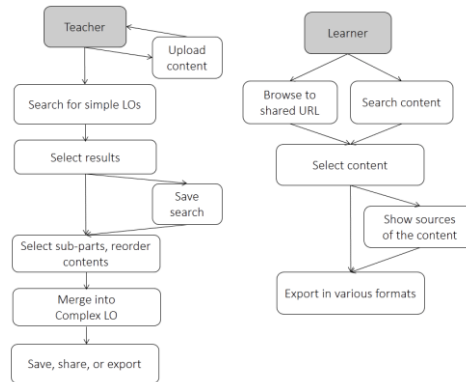 Teacher
Upload
content
Search for simple LOs
Select results
Save
search
Select sub-parts, reorder
contents
Merge into
Complex LO
Save, share, or export
Learner
Browse to
shared URL
Search content
Select content
Show sources
of the content
Export in various formats